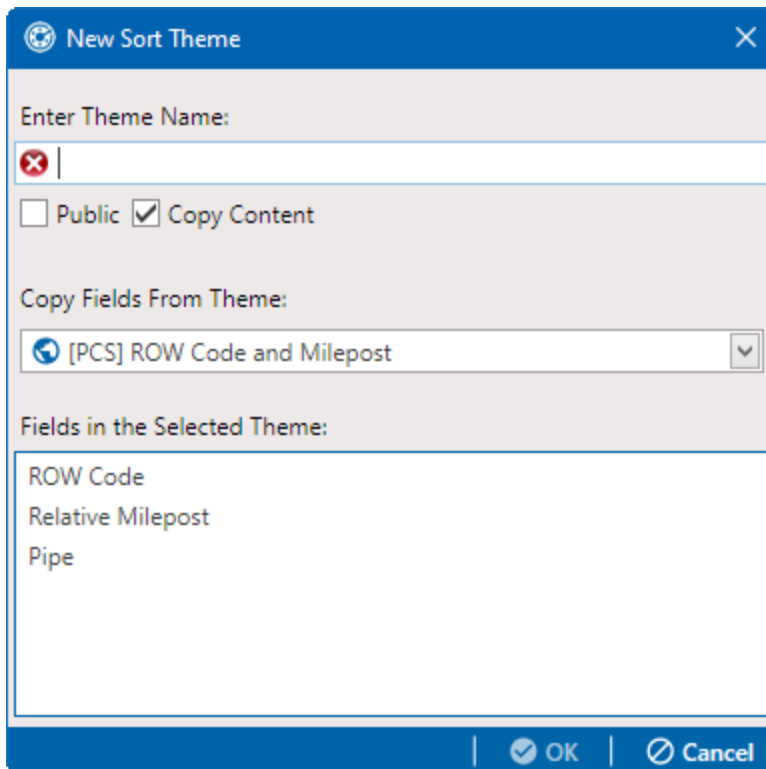 New Sort Theme
Enter Theme Name:
Public Copy Content
Copy Fields From Theme:
[PCS] ROW Code and Milepost
Fields in the Selected Theme:
ROW Code
Relative Milepost
Pipe
OK Cancel